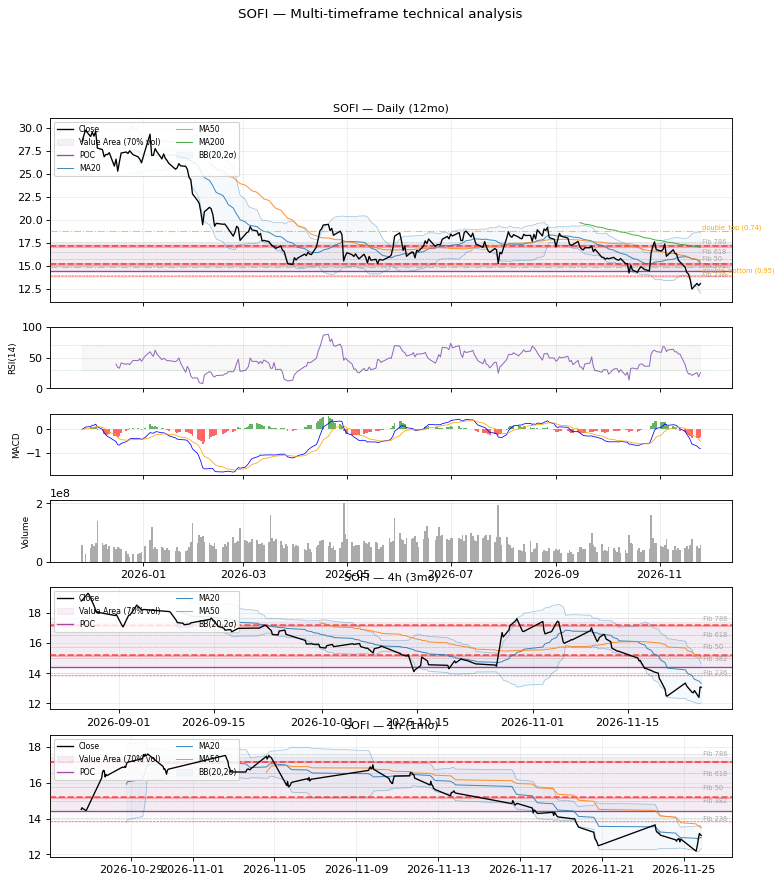 SOFI — Multi-timeframe technical analysis
SOFI — Daily (12mo)
Close
Value Area (70% vol)
POC
MA20
MA50
MA200
BB(20,2σ)
30.0
27.5
25.0
22.5
20.0
17.5
15.0
12.5
double_top (0.74)
Fib 786
Fib 618
Fib 50
double_bottom (0.95)
Fib 236
RSI(14)
100
50
0
MACD
0
−1
1e8
Volume
2
0
2026-01
2026-03
2026-05
2026-07
2026-09
2026-11
SOFI — 4h (3mo)
Close
Value Area (70% vol)
POC
MA20
MA50
BB(20,2σ)
18
16
14
12
Fib 786
Fib 618
Fib 50
Fib 382
Fib 236
2026-09-01
2026-09-15
2026-10-01
2026-10-15
2026-11-01
2026-11-15
SOFI — 1h (1mo)
Close
Value Area (70% vol)
POC
MA20
MA50
BB(20,2σ)
18
16
14
12
Fib 786
Fib 618
Fib 50
Fib 382
Fib 236
2026-10-29
2026-11-01
2026-11-05
2026-11-09
2026-11-13
2026-11-17
2026-11-21
2026-11-25